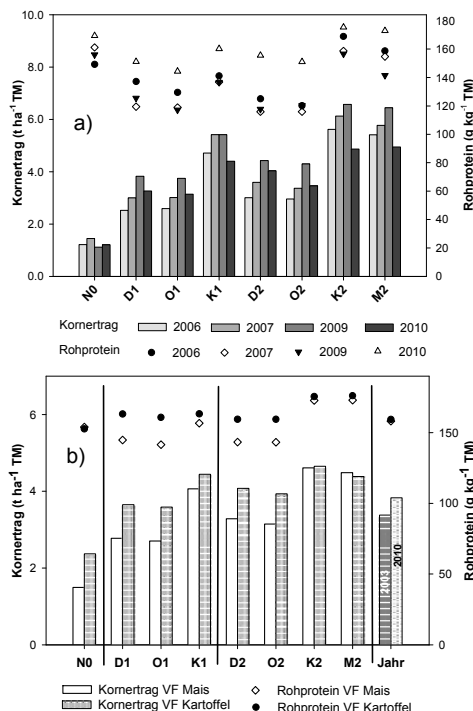 a)
Kornertrag (t ha⁻¹ TM)
10.0
8.0
6.0
4.0
2.0
0.0
Rohprotein (g kg⁻¹ TM)
180
160
140
120
100
80
60
40
20
0
N0 D1 O1 K1 D2 O2 K2 M2
Kornertrag 2006 2007 2009 2010
Rohprotein 2006 2007 2009 2010
b)
Kornertrag (t ha⁻¹ TM)
6
4
2
0
Rohprotein (g kg⁻¹ TM)
150
100
50
0
2003
2010
N0 D1 O1 K1 D2 O2 K2 M2 Jahr
Kornertrag VF Mais Rohprotein VF Mais
Kornertrag VF Kartoffel Rohprotein VF Kartoffel